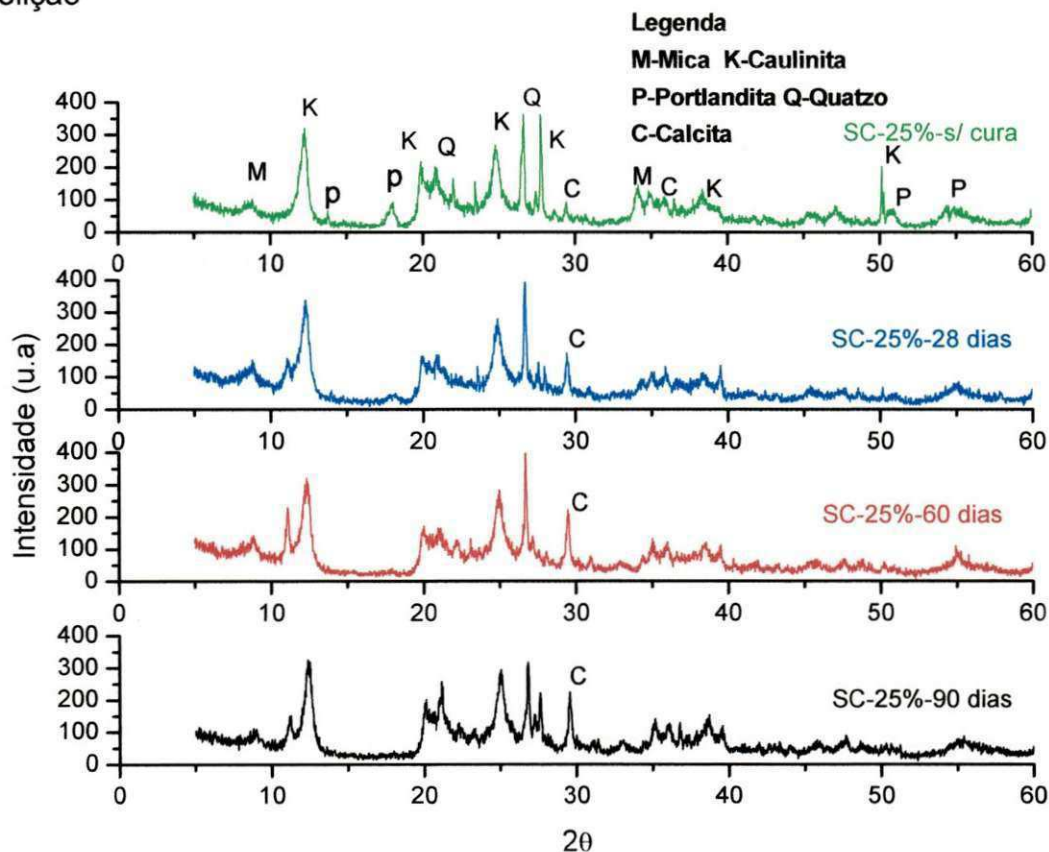 Legenda
M-Mica K-Caulinita
P-Portlandita Q-Quatzo
C-Calcita
SC-25%-s/ cura
400
300
200
100
0
M K p p K Q K Q K C M C K K P P
0 10 20 30 40 50 60
SC-25%-28 dias
400
300
200
100
0
C
0 10 20 30 40 50 60
SC-25%-60 dias
400
300
200
100
0
C
0 10 20 30 40 50 60
SC-25%-90 dias
400
300
200
100
0
C
0 10 20 30 40 50 60
Intensidade (u.a)
2θ